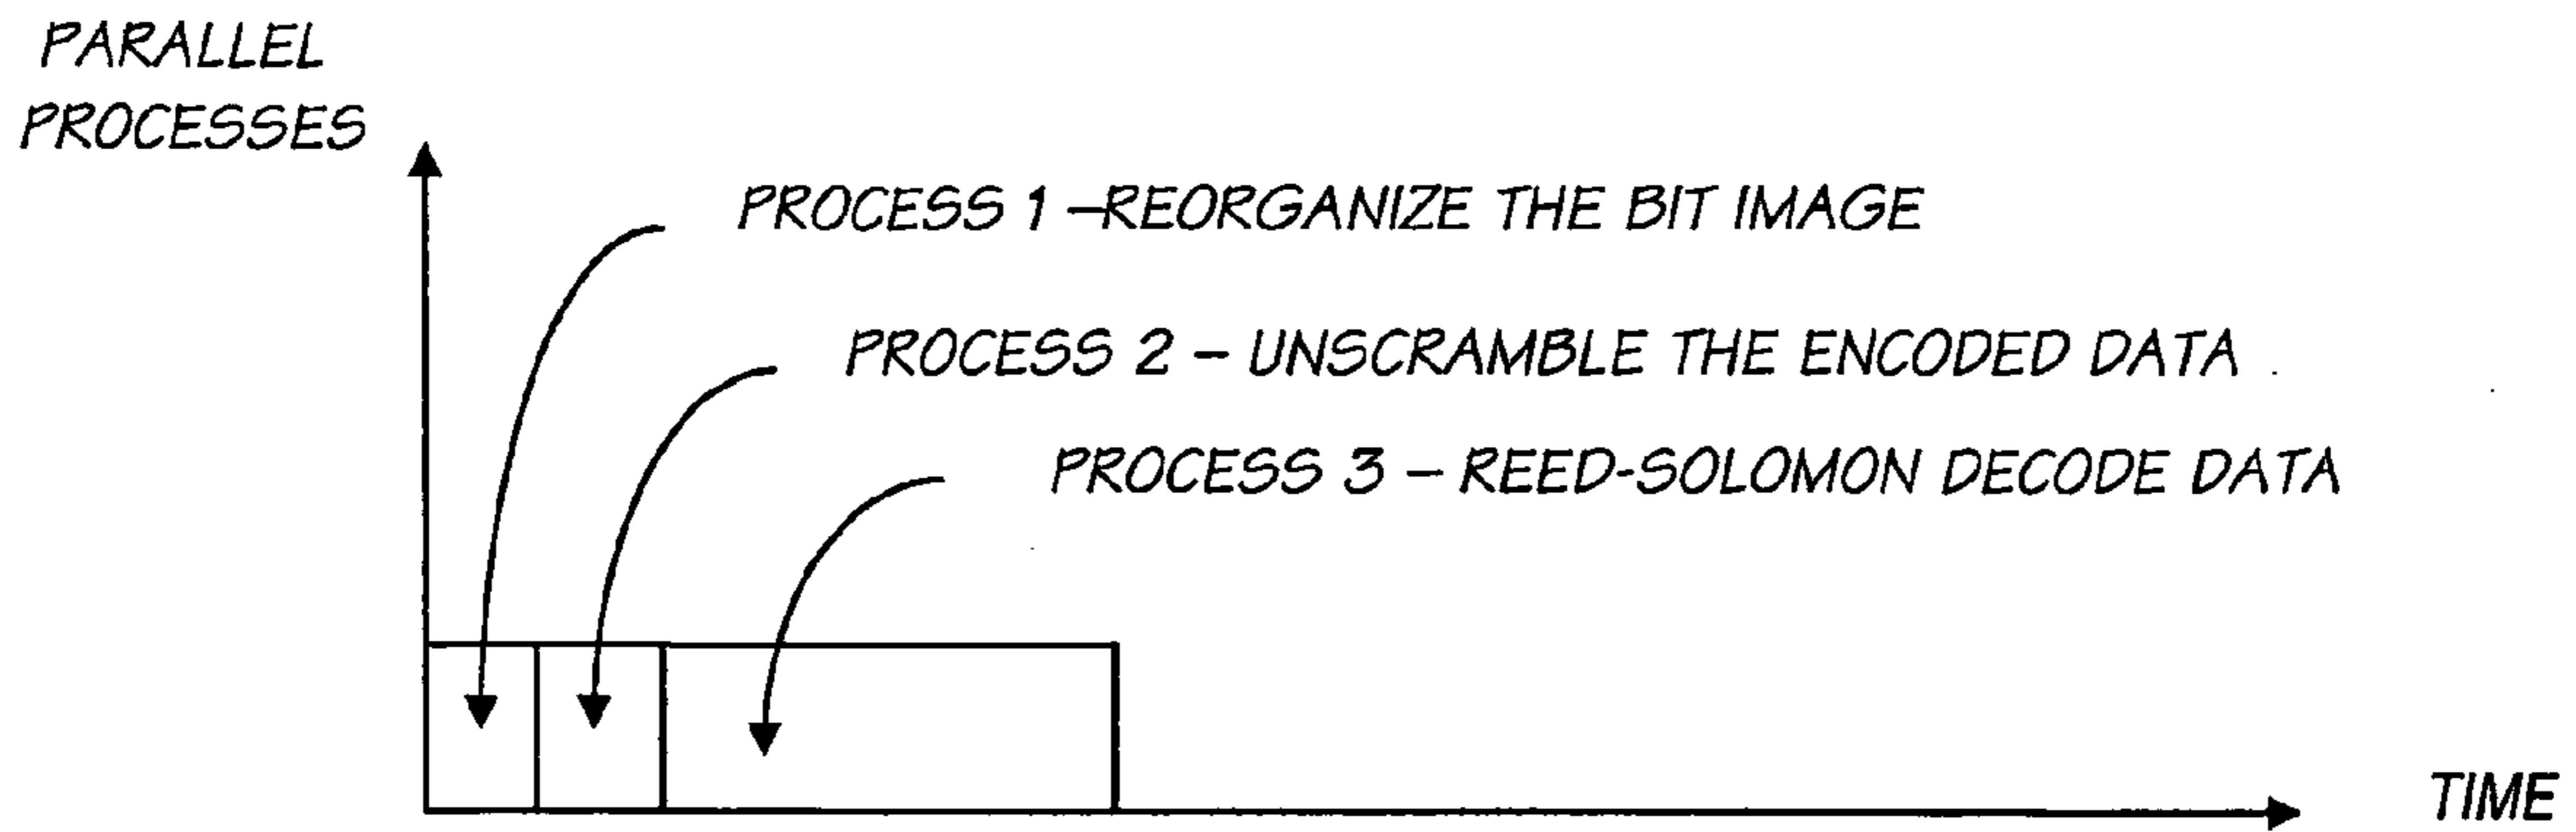 PARALLEL
PROCESSES
PROCESS 1 –REORGANIZE THE BIT IMAGE
PROCESS 2 – UNSCRAMBLE THE ENCODED DATA
PROCESS 3 – REED-SOLOMON DECODE DATA
TIME